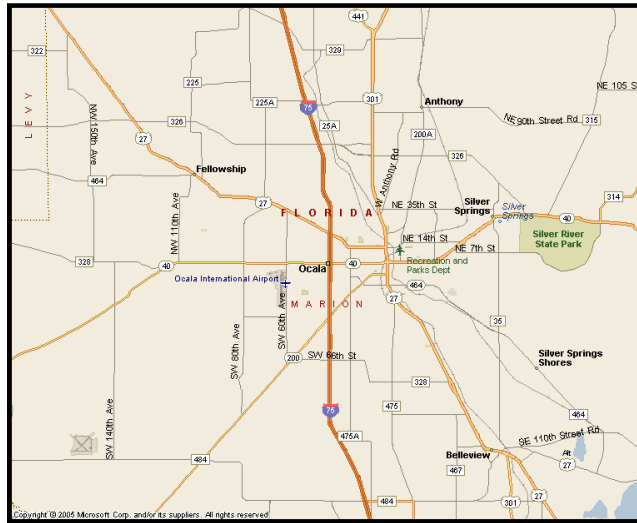 441
322
329
LEVY
225
NE 105 St
301
225A
Anthony
75
NW 150th Ave
NE 90th Street Rd
326
25A
315
27
200A
W Anthony Rd
326
Fellowship
464
314
NW 110th Ave
27
NE 35th St
Silver
Springs
Silver
Springs
FLORIDA
40
NE 14th St
Silver River
State Park
NE 7th St
328
40
Ocala
40
Recreation and
Parks Dept
Ocala International Airport
464
SW 60th Ave
MARION
27
35
SW 80th Ave
200
SW 66th St
Silver Springs
Shores
328
75
475
464
SW 140th Ave
475A
SE 110th Street Rd
484
Belleview
Alt
27
467
27
484
301
Copyright © 2005 Microsoft Corp. and/or its suppliers. All rights reserved.